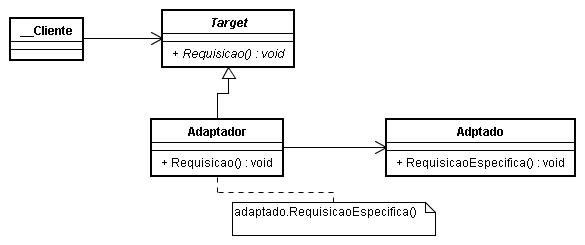 __Cliente
Target
+ Requisicao() : void
Adaptador
+ Requisicao() : void
Adptado
+ RequisicaoEspecifica() : void
adaptado.RequisicaoEspecifica()